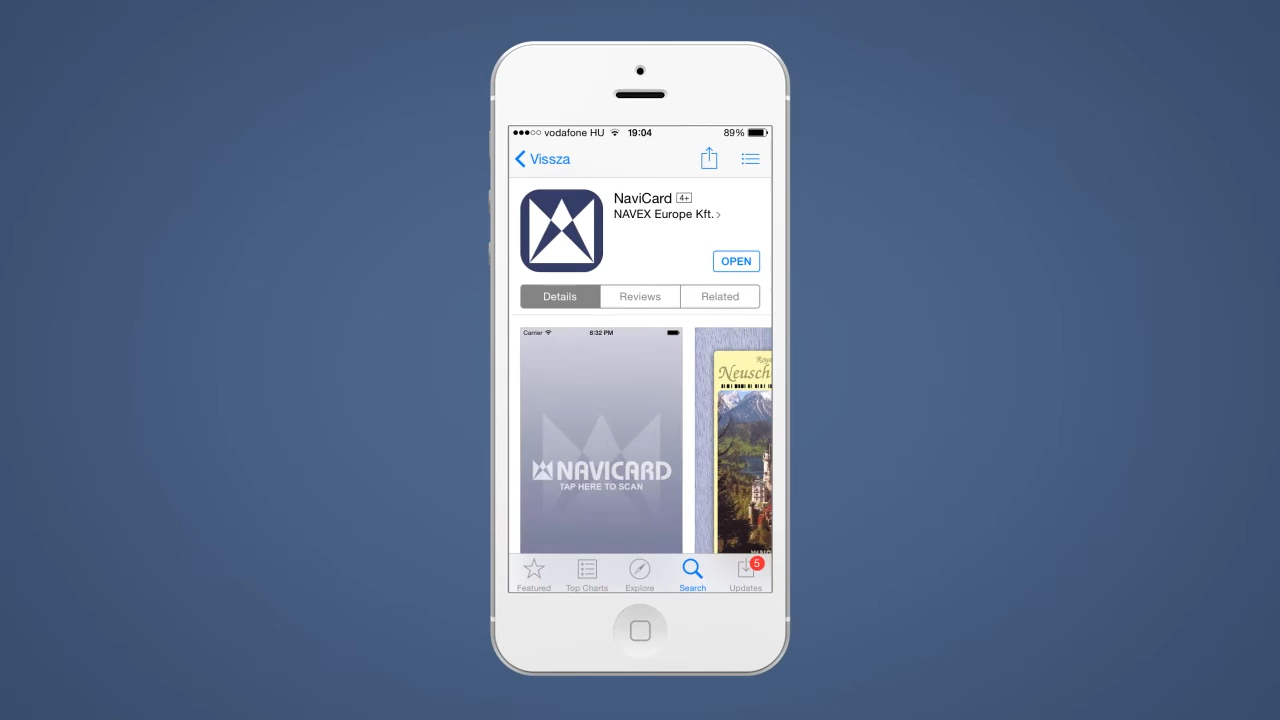 vodafone HU 19:04 89%
Vissza
NaviCard 4+
NAVEX Europe Kft.
OPEN
Details Reviews Related
Carrier 8:32 PM
Neusch
NAVICARD
TAP HERE TO SCAN
5
Featured Top Charts Explore Search Updates